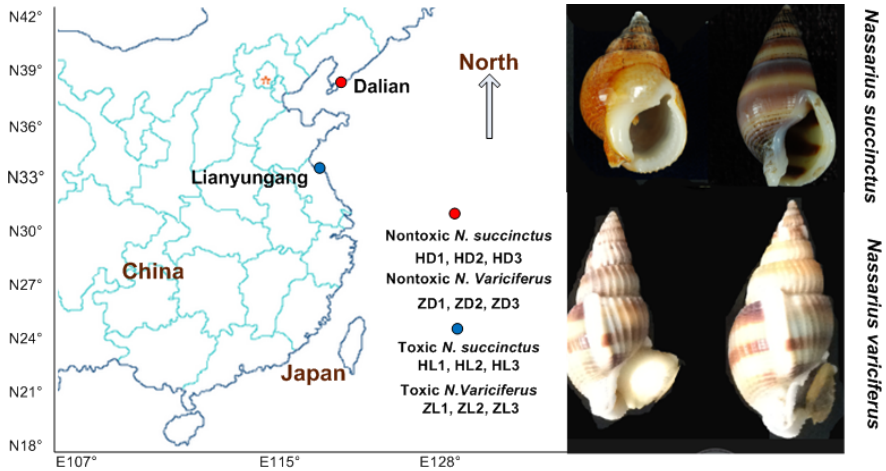 N42°
N39°
N36°
N33°
N30°
N27°
N24°
N21°
N18°
E107°
E115°
E128°
North
Dalian
Lianyungang
China
Japan
Nontoxic N. succinctus
HD1, HD2, HD3
Nontoxic N. Variciferus
ZD1, ZD2, ZD3
Toxic N. succinctus
HL1, HL2, HL3
Toxic N.Variciferus
ZL1, ZL2, ZL3
Nassarius succinctus
Nassarius variciferus